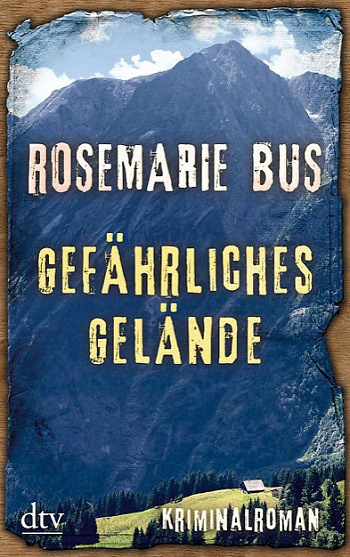 ROSEMARIE BUS
GEFÄHRLICHES
GELÄNDE
dtv
KRIMINALROMAN